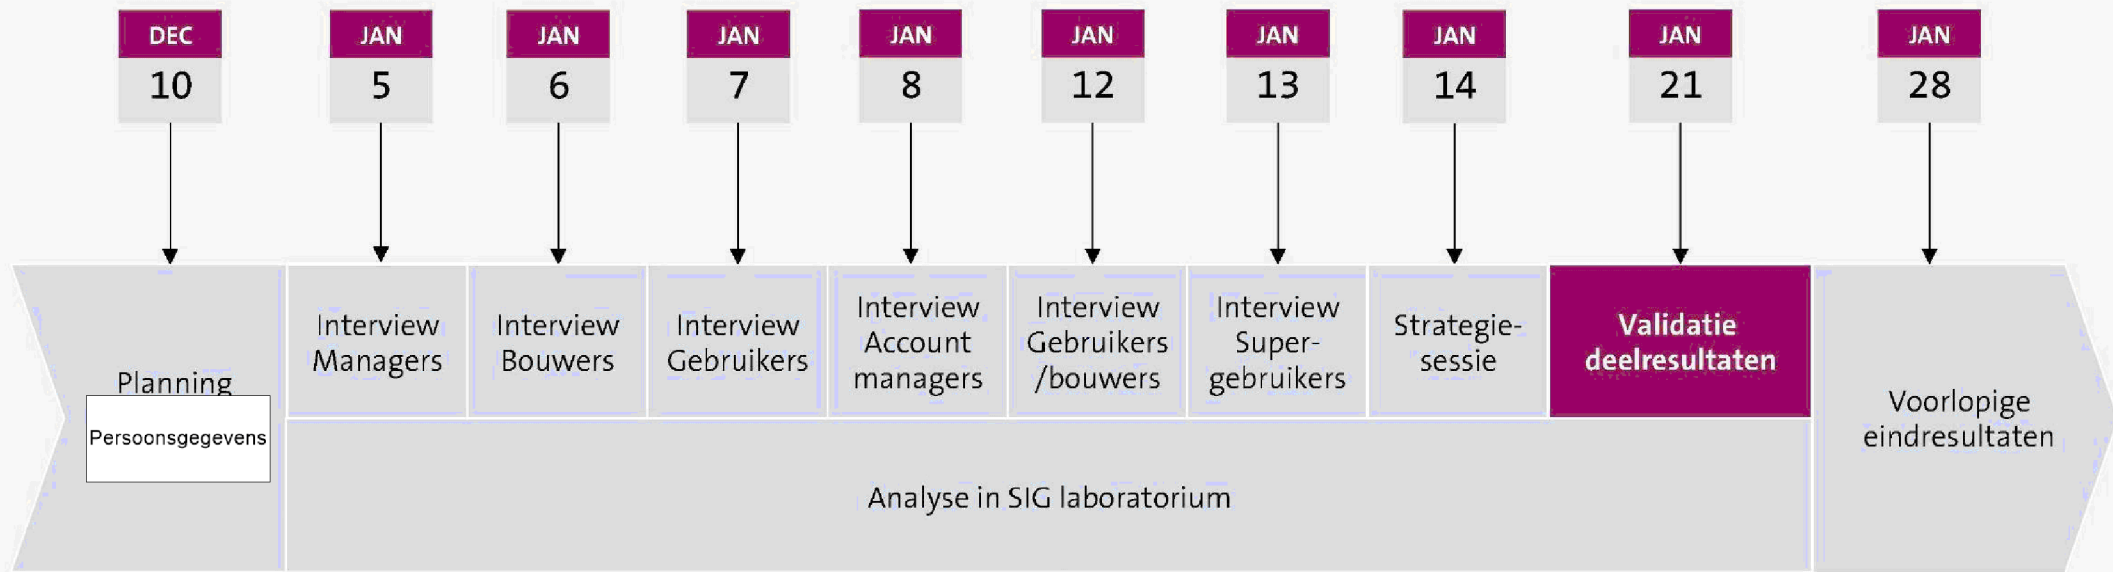 DEC JAN JAN JAN JAN JAN JAN JAN JAN JAN
10 5 6 7 8 12 13 14 21 28
Planning
Persoonsgegevens
Interview
Managers
Interview
Bouwers
Interview
Gebruikers
Interview
Account
managers
Interview
Gebruikers
/bouwers
Interview
Super-
gebruikers
Strategie-
sessie
Validatie
deelresultaten
Voorlopige
eindresultaten
Analyse in SIG laboratorium